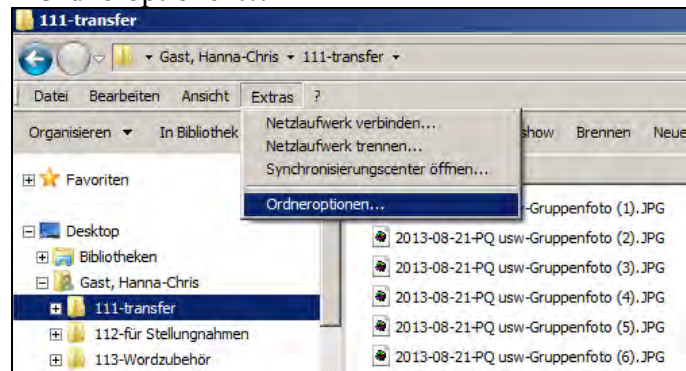 111-transfer
Gast, Hanna-Chris 111-transfer
Datei Bearbeiten Ansicht Extras ?
Organisieren In Bibliothek show Brennen Neue
Netzlaufwerk verbinden...
Netzlaufwerk trennen...
Synchronisierungscenter öffnen...
Ordneroptionen...
Favoriten
Desktop
Bibliotheken
Gast, Hanna-Chris
111-transfer
112-für Stellungnahmen
113-Wordzubehör
-Gruppenfoto (1).JPG
2013-08-21-PQ usw-Gruppenfoto (2).JPG
2013-08-21-PQ usw-Gruppenfoto (3).JPG
2013-08-21-PQ usw-Gruppenfoto (4).JPG
2013-08-21-PQ usw-Gruppenfoto (5).JPG
2013-08-21-PQ usw-Gruppenfoto (6).JPG